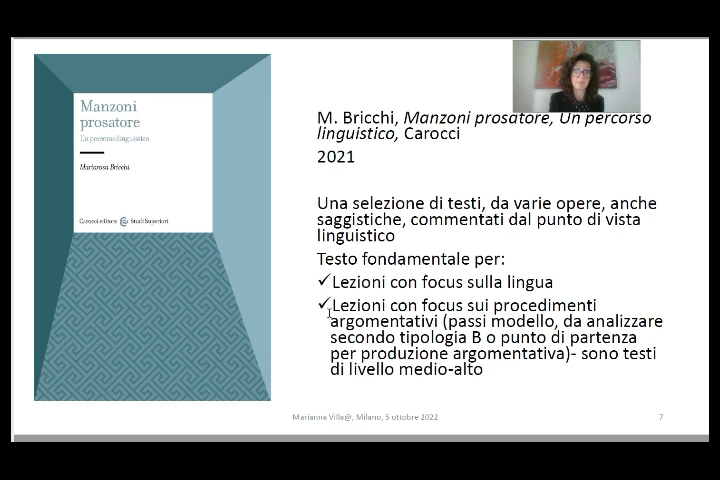 Manzoni
prosatore
Un percorso linguistico
Mariarosa Bricchi
Carocci editore Studi Superiori
M. Bricchi, Manzoni prosatore, Un percorso
linguistico, Carocci
2021
Una selezione di testi, da varie opere, anche
saggistiche, commentati dal punto di vista
linguistico
Testo fondamentale per:
✓Lezioni con focus sulla lingua
✓Lezioni con focus sui procedimenti
argomentativi (passi modello, da analizzare
secondo tipologia B o punto di partenza
per produzione argomentativa)- sono testi
di livello medio-alto
Marianna Villa@, Milano, 5 ottobre 2022
7